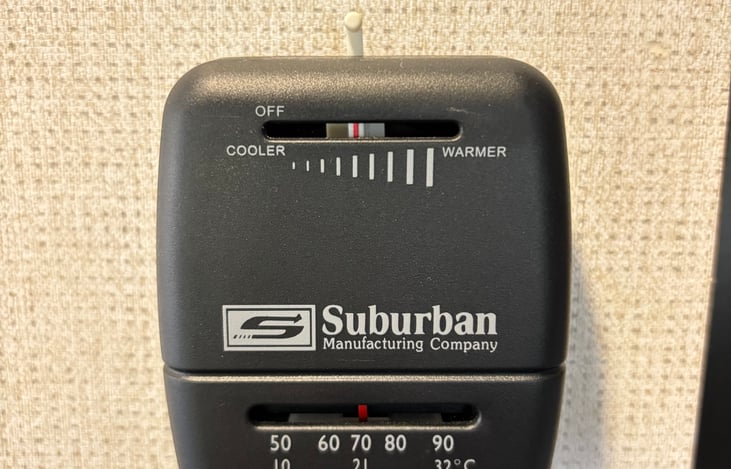 OFF
COOLER WARMER
Suburban
Manufacturing Company
50 60 70 80 90
10 21 32°C